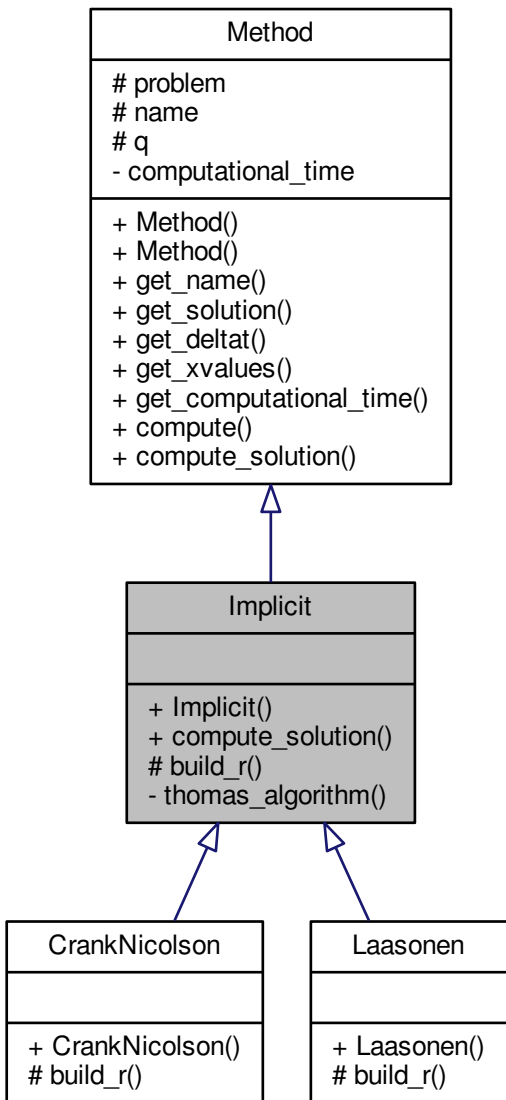 Method
# problem
# name
# q
- computational_time
+ Method()
+ Method()
+ get_name()
+ get_solution()
+ get_deltat()
+ get_xvalues()
+ get_computational_time()
+ compute()
+ compute_solution()
Implicit
+ Implicit()
+ compute_solution()
# build_r()
- thomas_algorithm()
CrankNicolson
+ CrankNicolson()
# build_r()
Laasonen
+ Laasonen()
# build_r()